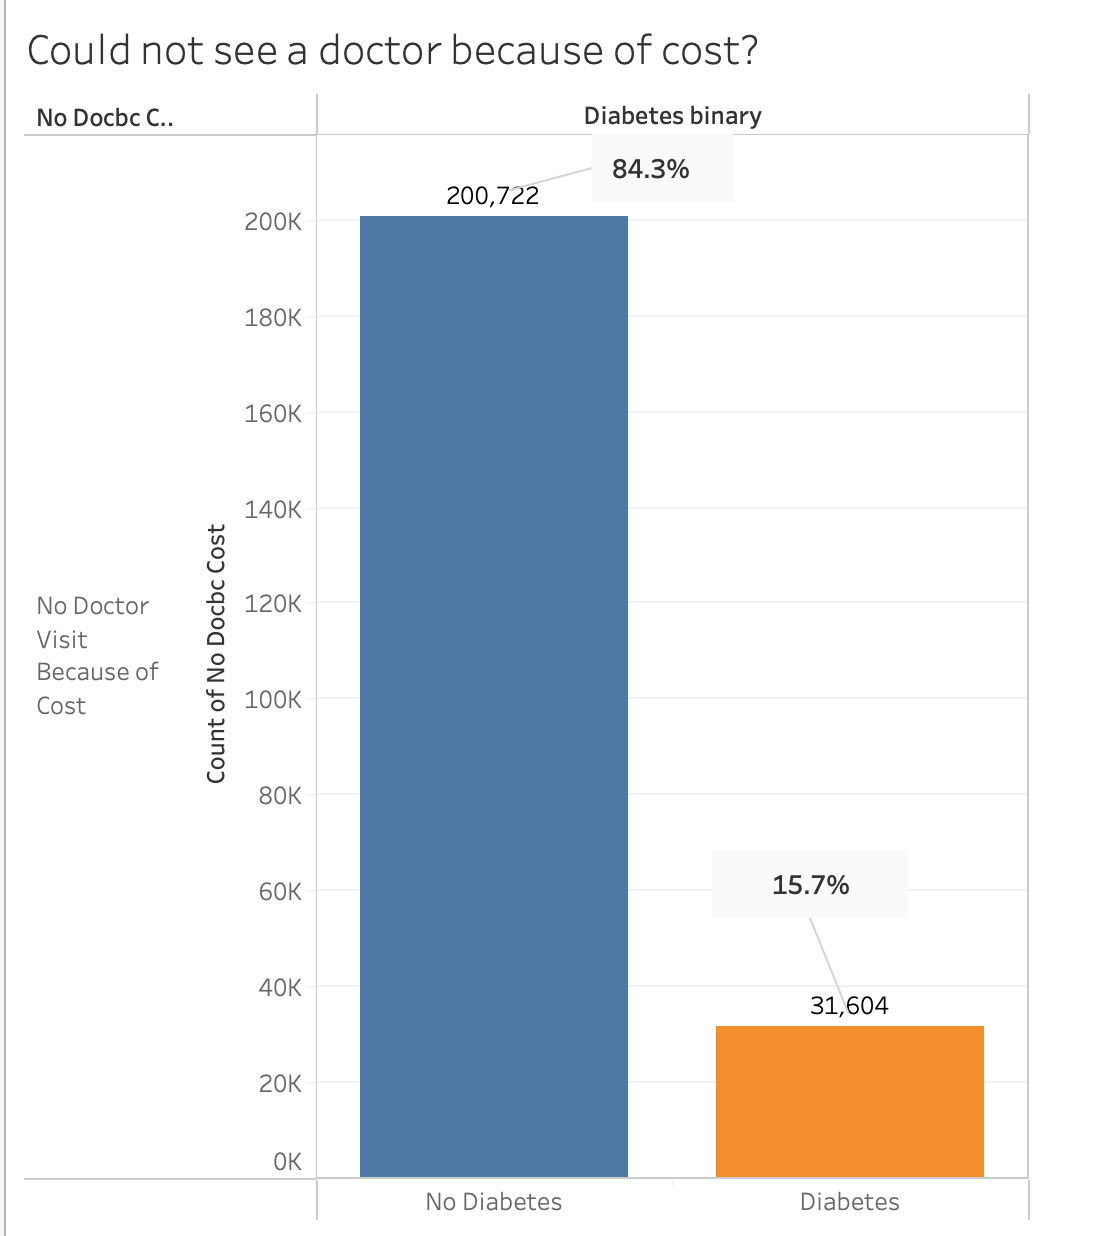 Could not see a doctor because of cost?
No Docbc C..
Diabetes binary
84.3%
200,722
200K
180K
160K
140K
120K
100K
80K
60K
40K
20K
0K
Count of No Docbc Cost
No Doctor
Visit
Because of
Cost
15.7%
31,604
No Diabetes
Diabetes